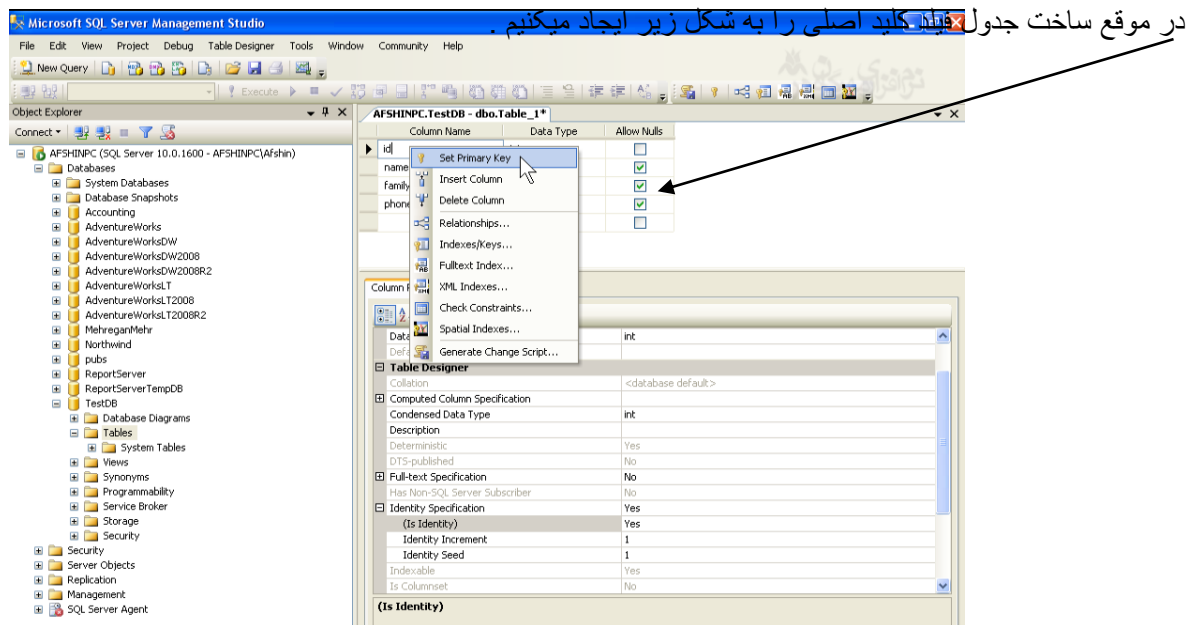 در موقع ساخت جدول فیلد کلید اصلی را به شکل زیر ایجاد میکنیم .
Microsoft SQL Server Management Studio
File Edit View Project Debug Table Designer Tools Window Community Help
New Query
Execute
Object Explorer
Connect
AFSHINPC (SQL Server 10.0.1600 - AFSHINPC\Afshin)
Databases
System Databases
Database Snapshots
Accounting
AdventureWorks
AdventureWorksDW
AdventureWorksDW2008
AdventureWorksDW2008R2
AdventureWorksLT
AdventureWorksLT2008
AdventureWorksLT2008R2
MehreganMehr
Northwind
pubs
ReportServer
ReportServerTempDB
TestDB
Database Diagrams
Tables
System Tables
Views
Synonyms
Programmability
Service Broker
Storage
Security
Security
Server Objects
Replication
Management
SQL Server Agent
AFSHINPC.TestDB - dbo.Table_1*
Column Name Data Type Allow Nulls
id
name
family
phone
Set Primary Key
Insert Column
Delete Column
Relationships...
Indexes/Keys...
Fulltext Index...
XML Indexes...
Check Constraints...
Spatial Indexes...
Generate Change Script...
Column P
Data int
Defa
Table Designer
Collation <database default>
Computed Column Specification
Condensed Data Type int
Description
Deterministic Yes
DTS-published No
Full-text Specification No
Has Non-SQL Server Subscriber No
Identity Specification Yes
(Is Identity) Yes
Identity Increment 1
Identity Seed 1
Indexable Yes
Is Columnset No
(Is Identity)